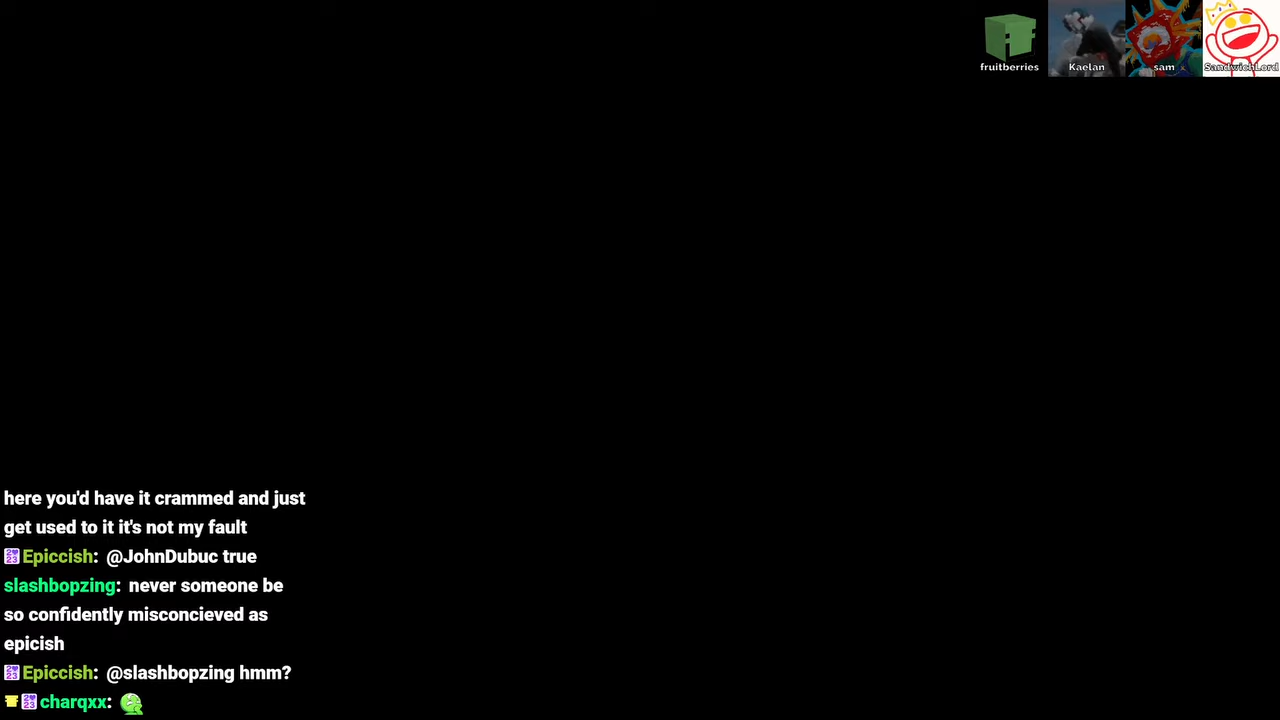 fruitberries Kaelan sam SandwichLord
here you'd have it crammed and just
get used to it it's not my fault
Epiccish: @JohnDubuc true
slashbopzing: never someone be
so confidently misconcieved as
epicish
Epiccish: @slashbopzing hmm?
charqxx: